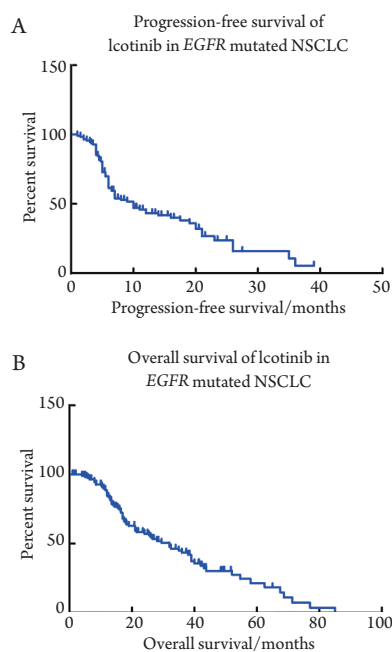 A
Progression-free survival of
lcotinib in EGFR mutated NSCLC
150
100
50
0
Percent survival
0 10 20 30 40 50
Progression-free survival/months
B
Overall survival of lcotinib in
EGFR mutated NSCLC
150
100
50
0
Percent survival
0 20 40 60 80 100
Overall survival/months